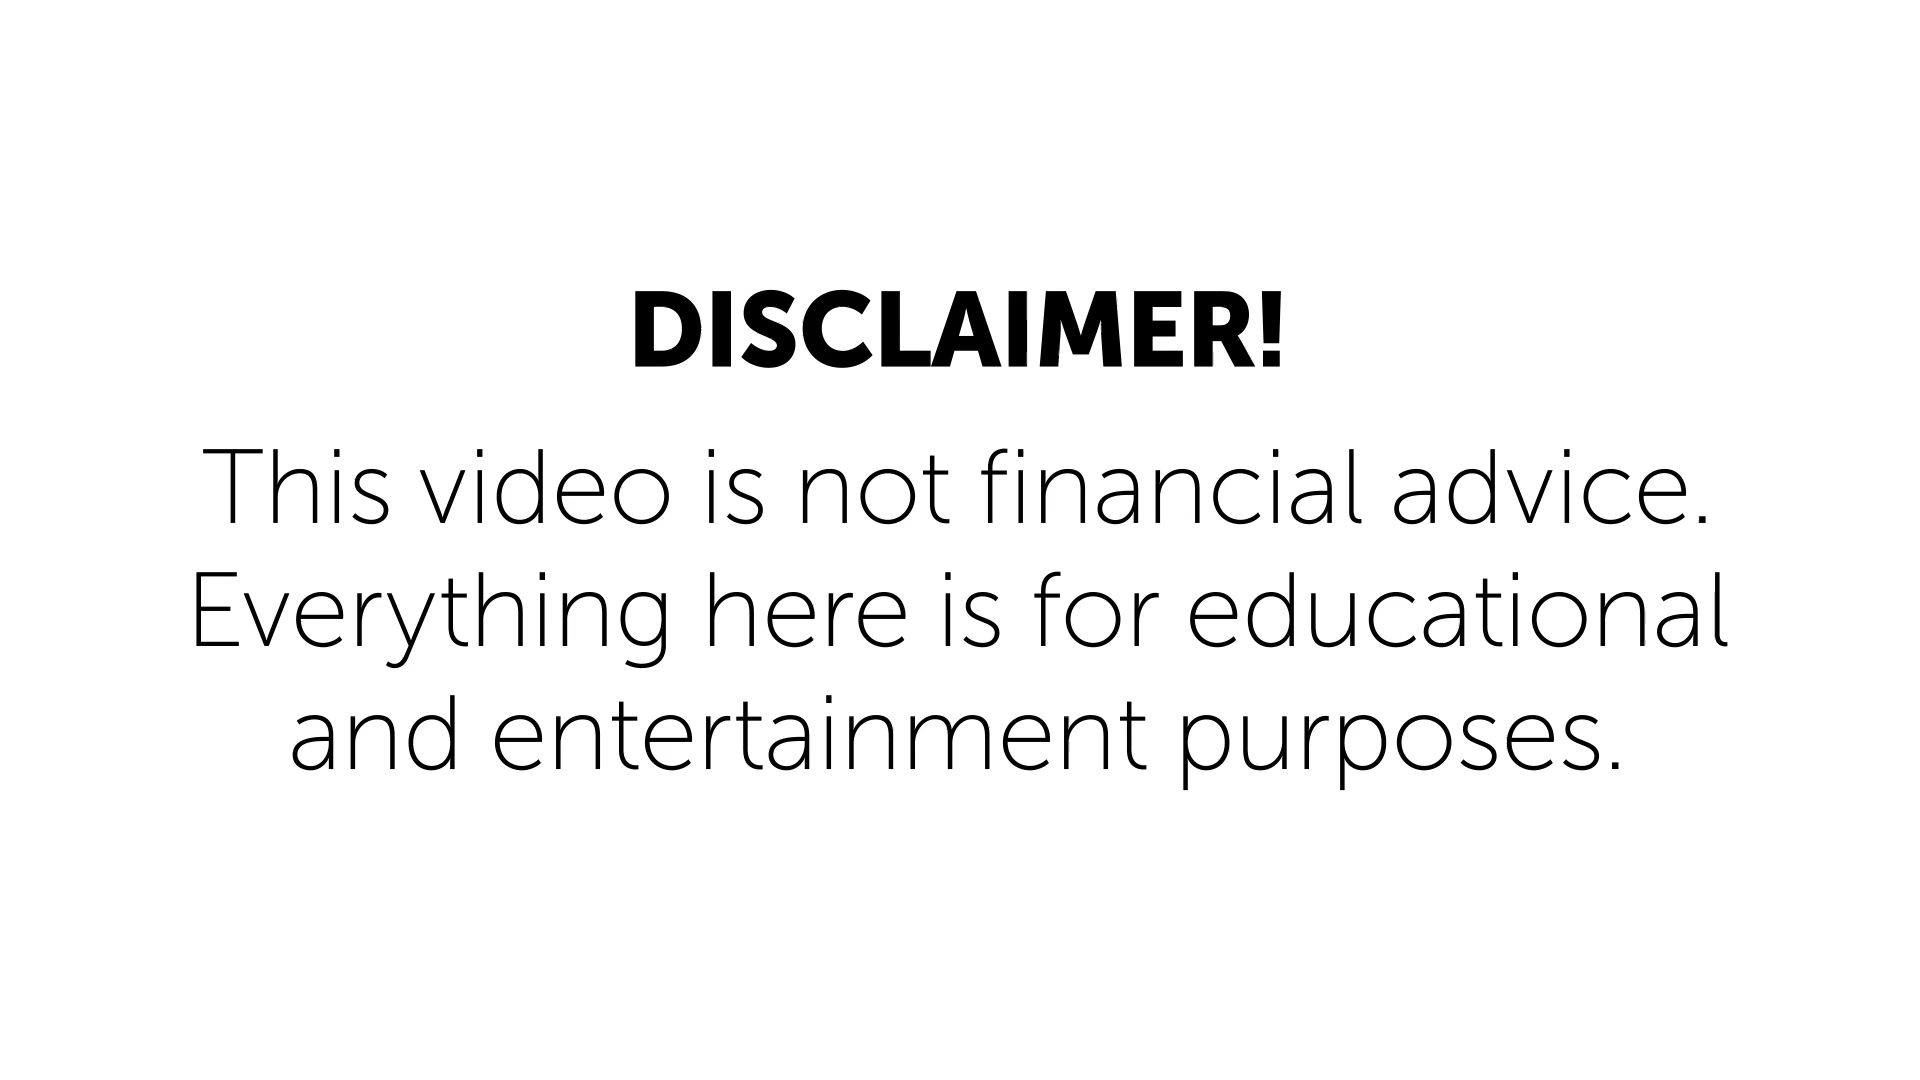 DISCLAIMER!
This video is not financial advice.
Everything here is for educational
and entertainment purposes.